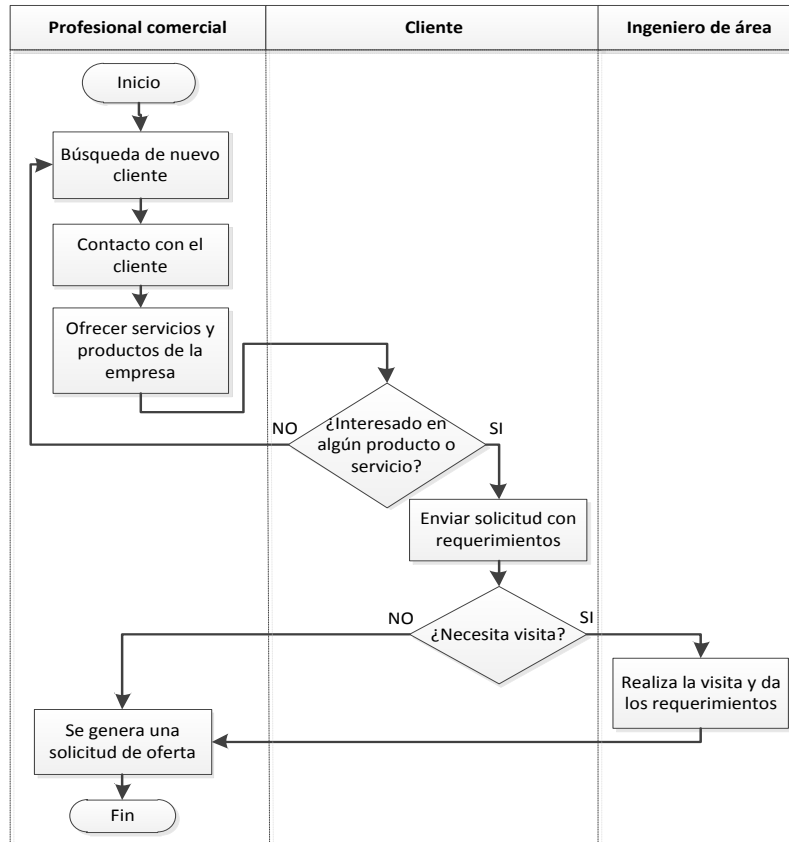 Profesional comercial
Cliente
Ingeniero de área
Inicio
Búsqueda de nuevo
cliente
Contacto con el
cliente
Ofrecer servicios y
productos de la
empresa
NO
¿Interesado en
algún producto o
servicio?
SI
Enviar solicitud con
requerimientos
NO
¿Necesita visita?
SI
Realiza la visita y da
los requerimientos
Se genera una
solicitud de oferta
Fin